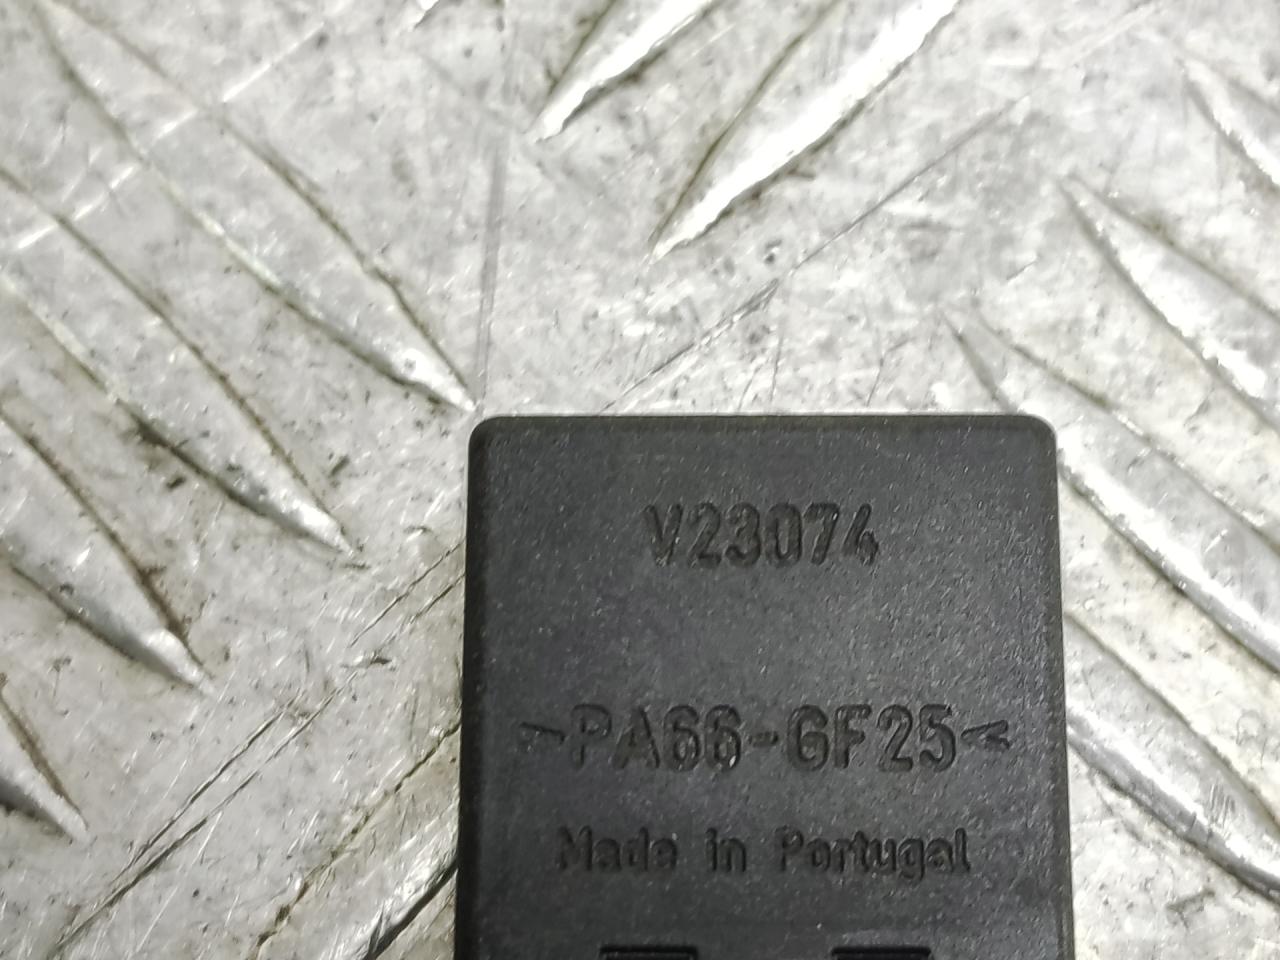 V23074
>PA66-GF25<
Made in Portugal